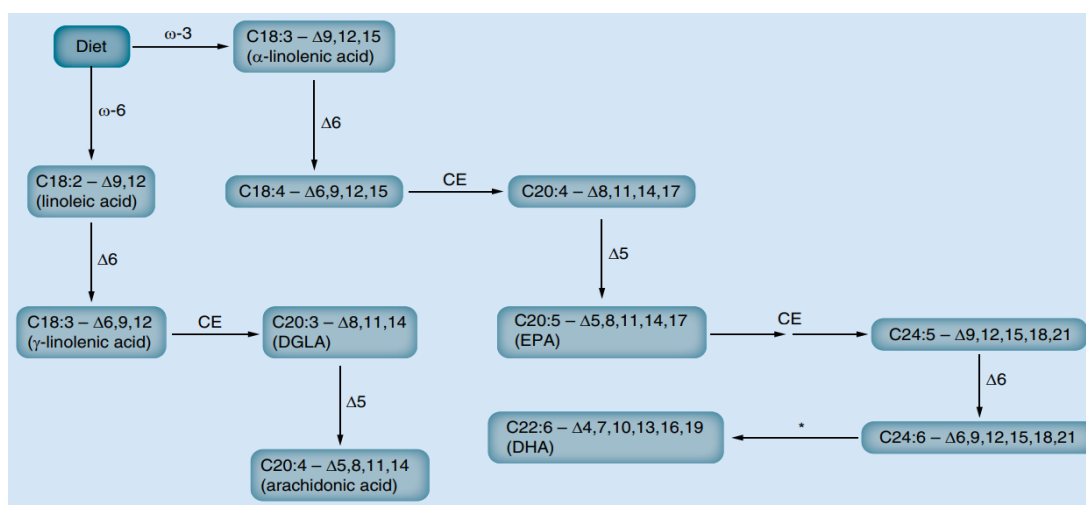 Diet
ω-3
C18:3 – Δ9,12,15
(α-linolenic acid)
ω-6
Δ6
C18:2 – Δ9,12
(linoleic acid)
C18:4 – Δ6,9,12,15
CE
C20:4 – Δ8,11,14,17
Δ6
Δ5
C18:3 – Δ6,9,12
(γ-linolenic acid)
CE
C20:3 – Δ8,11,14
(DGLA)
C20:5 – Δ5,8,11,14,17
(EPA)
CE
C24:5 – Δ9,12,15,18,21
Δ5
Δ6
C22:6 – Δ4,7,10,13,16,19
(DHA)
*
C24:6 – Δ6,9,12,15,18,21
C20:4 – Δ5,8,11,14
(arachidonic acid)